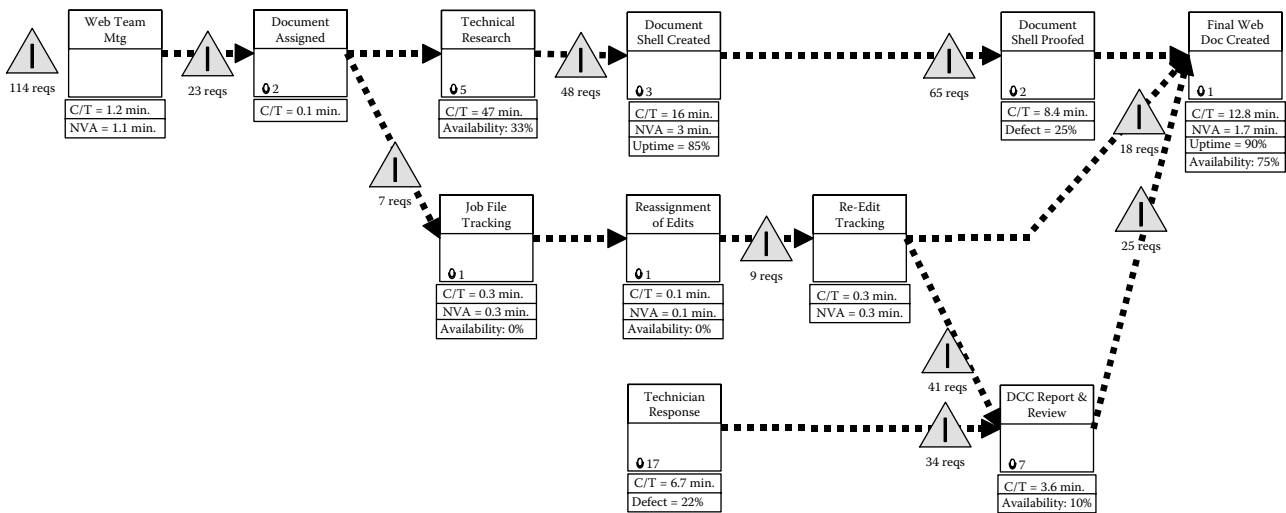 Web Team
Mtg
C/T = 1.2 min.
NVA = 1.1 min.
114 reqs
23 reqs
Document
Assigned
2
C/T = 0.1 min.
Technical
Research
5
C/T = 47 min.
Availability: 33%
48 reqs
Document
Shell Created
3
C/T = 16 min.
NVA = 3 min.
Uptime = 85%
65 reqs
Document
Shell Proofed
2
C/T = 8.4 min.
Defect = 25%
Final Web
Doc Created
1
C/T = 12.8 min.
NVA = 1.7 min.
Uptime = 90%
Availability: 75%
18 reqs
25 reqs
7 reqs
Job File
Tracking
1
C/T = 0.3 min.
NVA = 0.3 min.
Availability: 0%
Reassignment
of Edits
1
C/T = 0.1 min.
NVA = 0.1 min.
Availability: 0%
9 reqs
Re-Edit
Tracking
C/T = 0.3 min.
NVA = 0.3 min.
41 reqs
Technician
Response
17
C/T = 6.7 min.
Defect = 22%
34 reqs
DCC Report &
Review
7
C/T = 3.6 min.
Availability: 10%